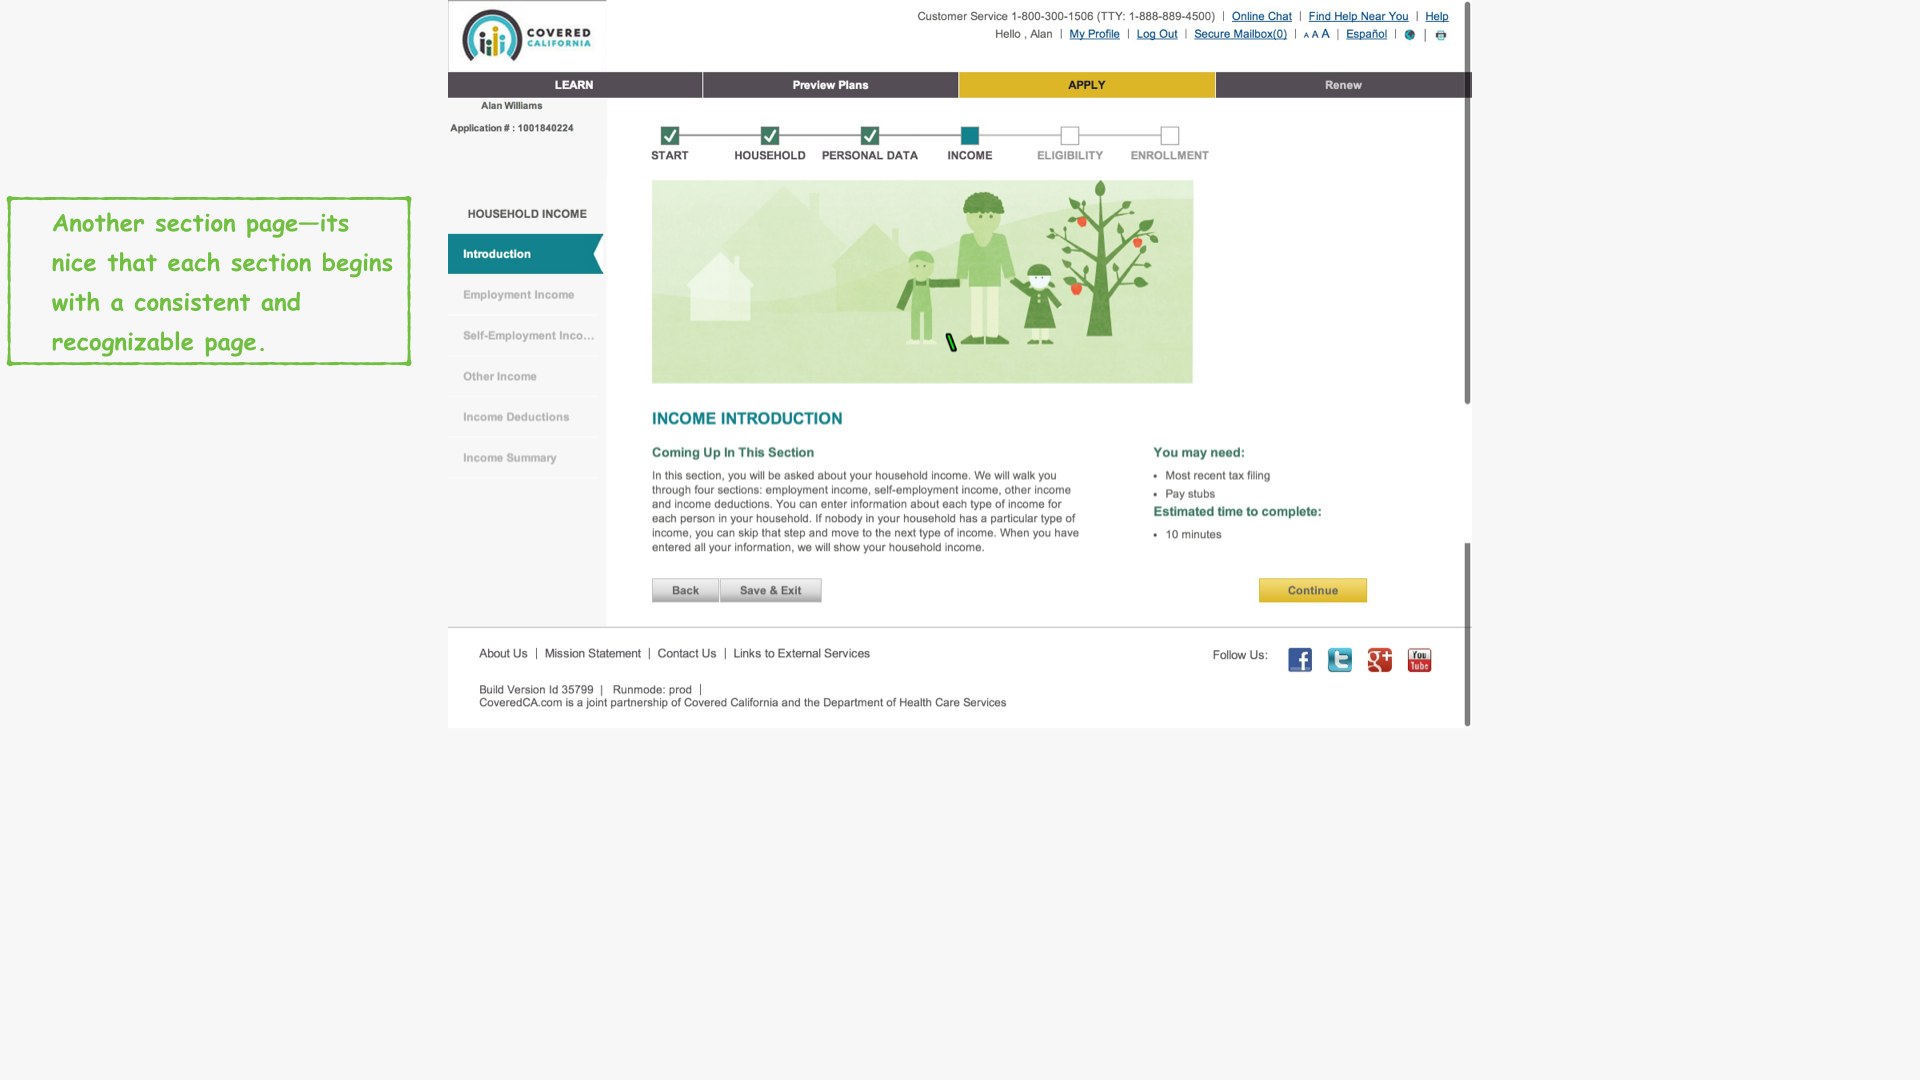 COVERED
CALIFORNIA
Customer Service 1-800-300-1506 (TTY: 1-888-889-4500) | Online Chat | Find Help Near You | Help
Hello , Alan | My Profile | Log Out | Secure Mailbox(0) | A A A | Español |
LEARN
Preview Plans
APPLY
Renew
Alan Williams
Application # : 1001840224
START
HOUSEHOLD
PERSONAL DATA
INCOME
ELIGIBILITY
ENROLLMENT
Another section page—its
nice that each section begins
with a consistent and
recognizable page.
HOUSEHOLD INCOME
Introduction
Employment Income
Self-Employment Inco...
Other Income
Income Deductions
Income Summary
INCOME INTRODUCTION
Coming Up In This Section
In this section, you will be asked about your household income. We will walk you
through four sections: employment income, self-employment income, other income
and income deductions. You can enter information about each type of income for
each person in your household. If nobody in your household has a particular type of
income, you can skip that step and move to the next type of income. When you have
entered all your information, we will show your household income.
You may need:
• Most recent tax filing
• Pay stubs
Estimated time to complete:
• 10 minutes
Back
Save & Exit
Continue
About Us | Mission Statement | Contact Us | Links to External Services
Follow Us:
You
Tube
Build Version Id 35799 | Runmode: prod |
CoveredCA.com is a joint partnership of Covered California and the Department of Health Care Services